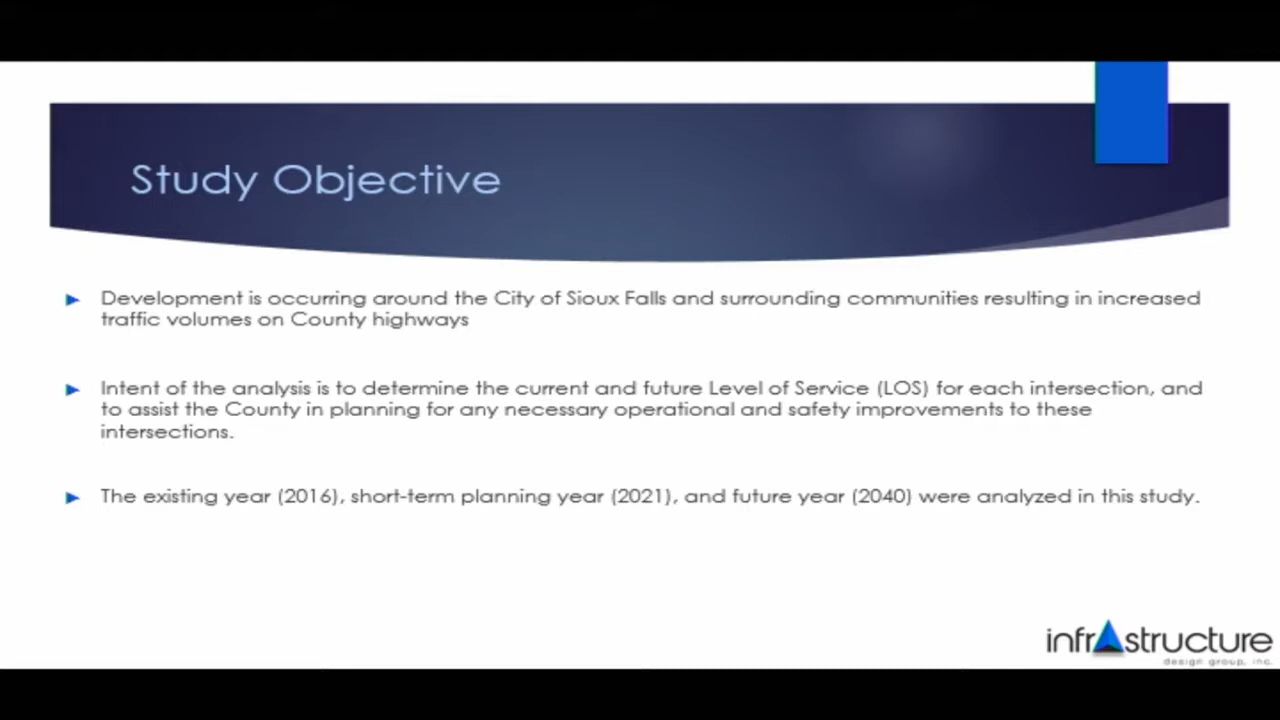 Study Objective
Development is occurring around the City of Sioux Falls and surrounding communities resulting in increased
traffic volumes on County highways
Intent of the analysis is to determine the current and future Level of Service (LOS) for each intersection, and
to assist the County in planning for any necessary operational and safety improvements to these
intersections.
The existing year (2016), short-term planning year (2021), and future year (2040) were analyzed in this study.
infrastructure
design group, inc.